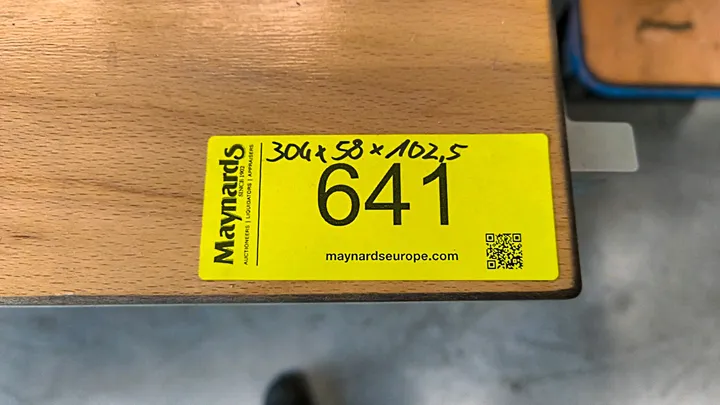 304 x 58 x 102,5
641
maynardseurope.com
Maynards
SINCE 1902
AUCTIONEERS | LIQUIDATORS | APPRAISERS